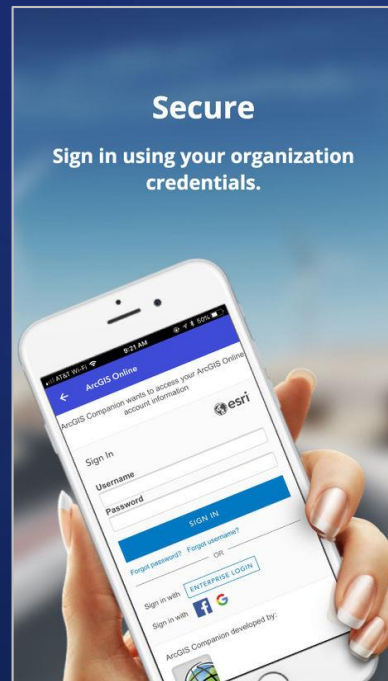 Secure
Sign in using your organization
credentials.
AT&T Wi-Fi 9:21 AM 50%
ArcGIS Online
ArcGIS Companion wants to access your ArcGIS Online
account information
esri
Sign In
Username
Password
SIGN IN
Forgot password? Forgot username?
OR
Sign in with ENTERPRISE LOGIN
Sign in with f G
ArcGIS Companion developed by: